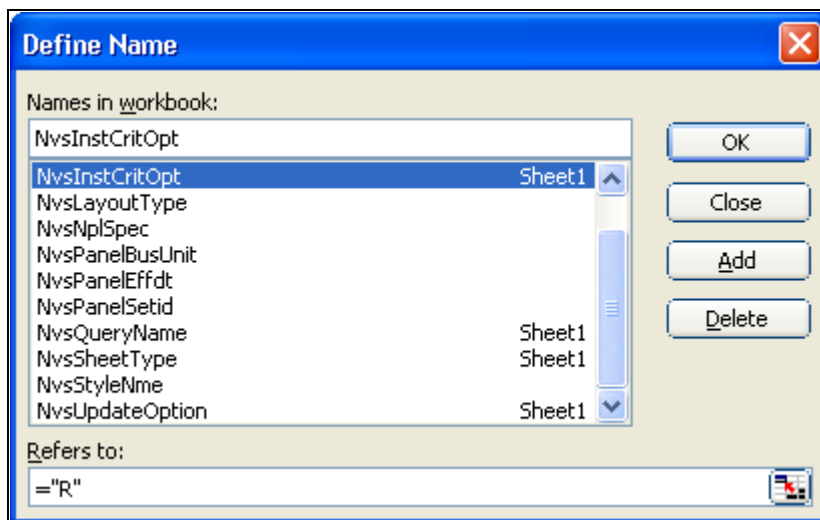 Define Name
Names in workbook:
NvsInstCritOpt
OK
NvsInstCritOpt Sheet1
NvsLayoutType
Close
NvsNplSpec
NvsPanelBusUnit
Add
NvsPanelEffdt
NvsPanelSetid
Delete
NvsQueryName Sheet1
NvsSheetType Sheet1
NvsStyleNme
NvsUpdateOption Sheet1
Refers to:
="R"